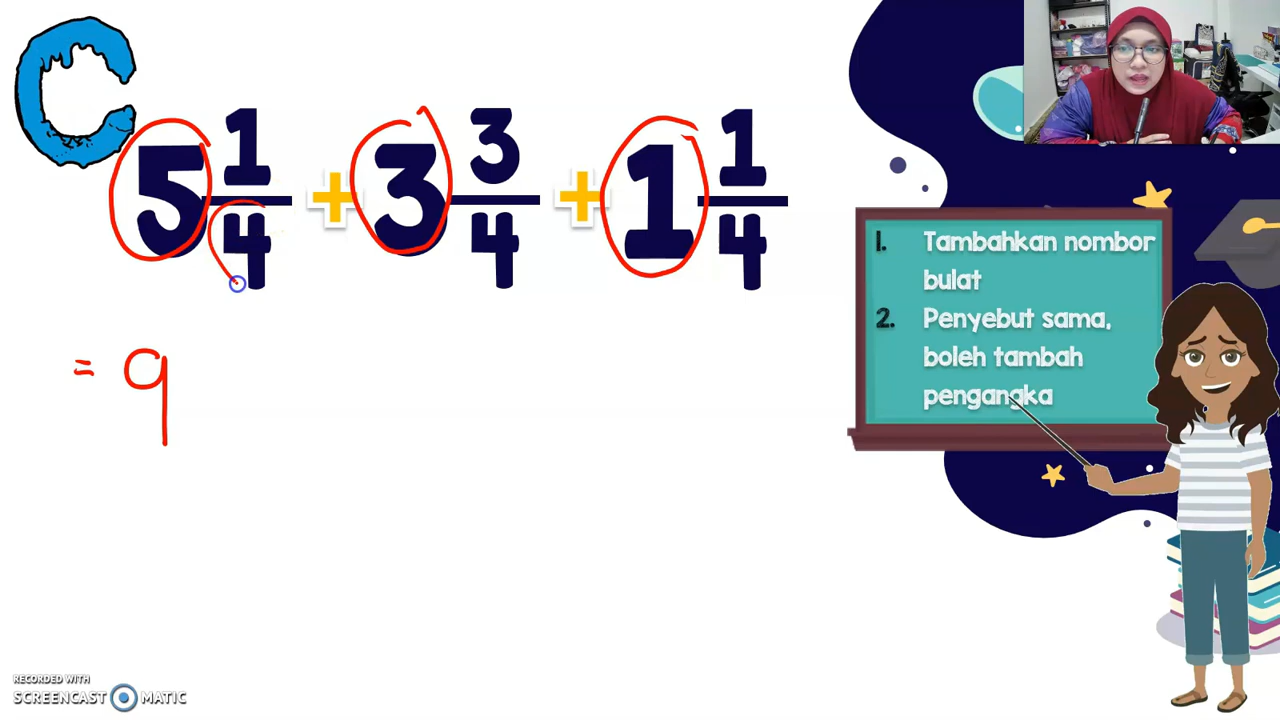 C
5 1/4 + 3 3/4 + 1 1/4
= 9
1. Tambahkan nombor
bulat
2. Penyebut sama,
boleh tambah
pengangka
RECORDED WITH
SCREENCAST MATIC